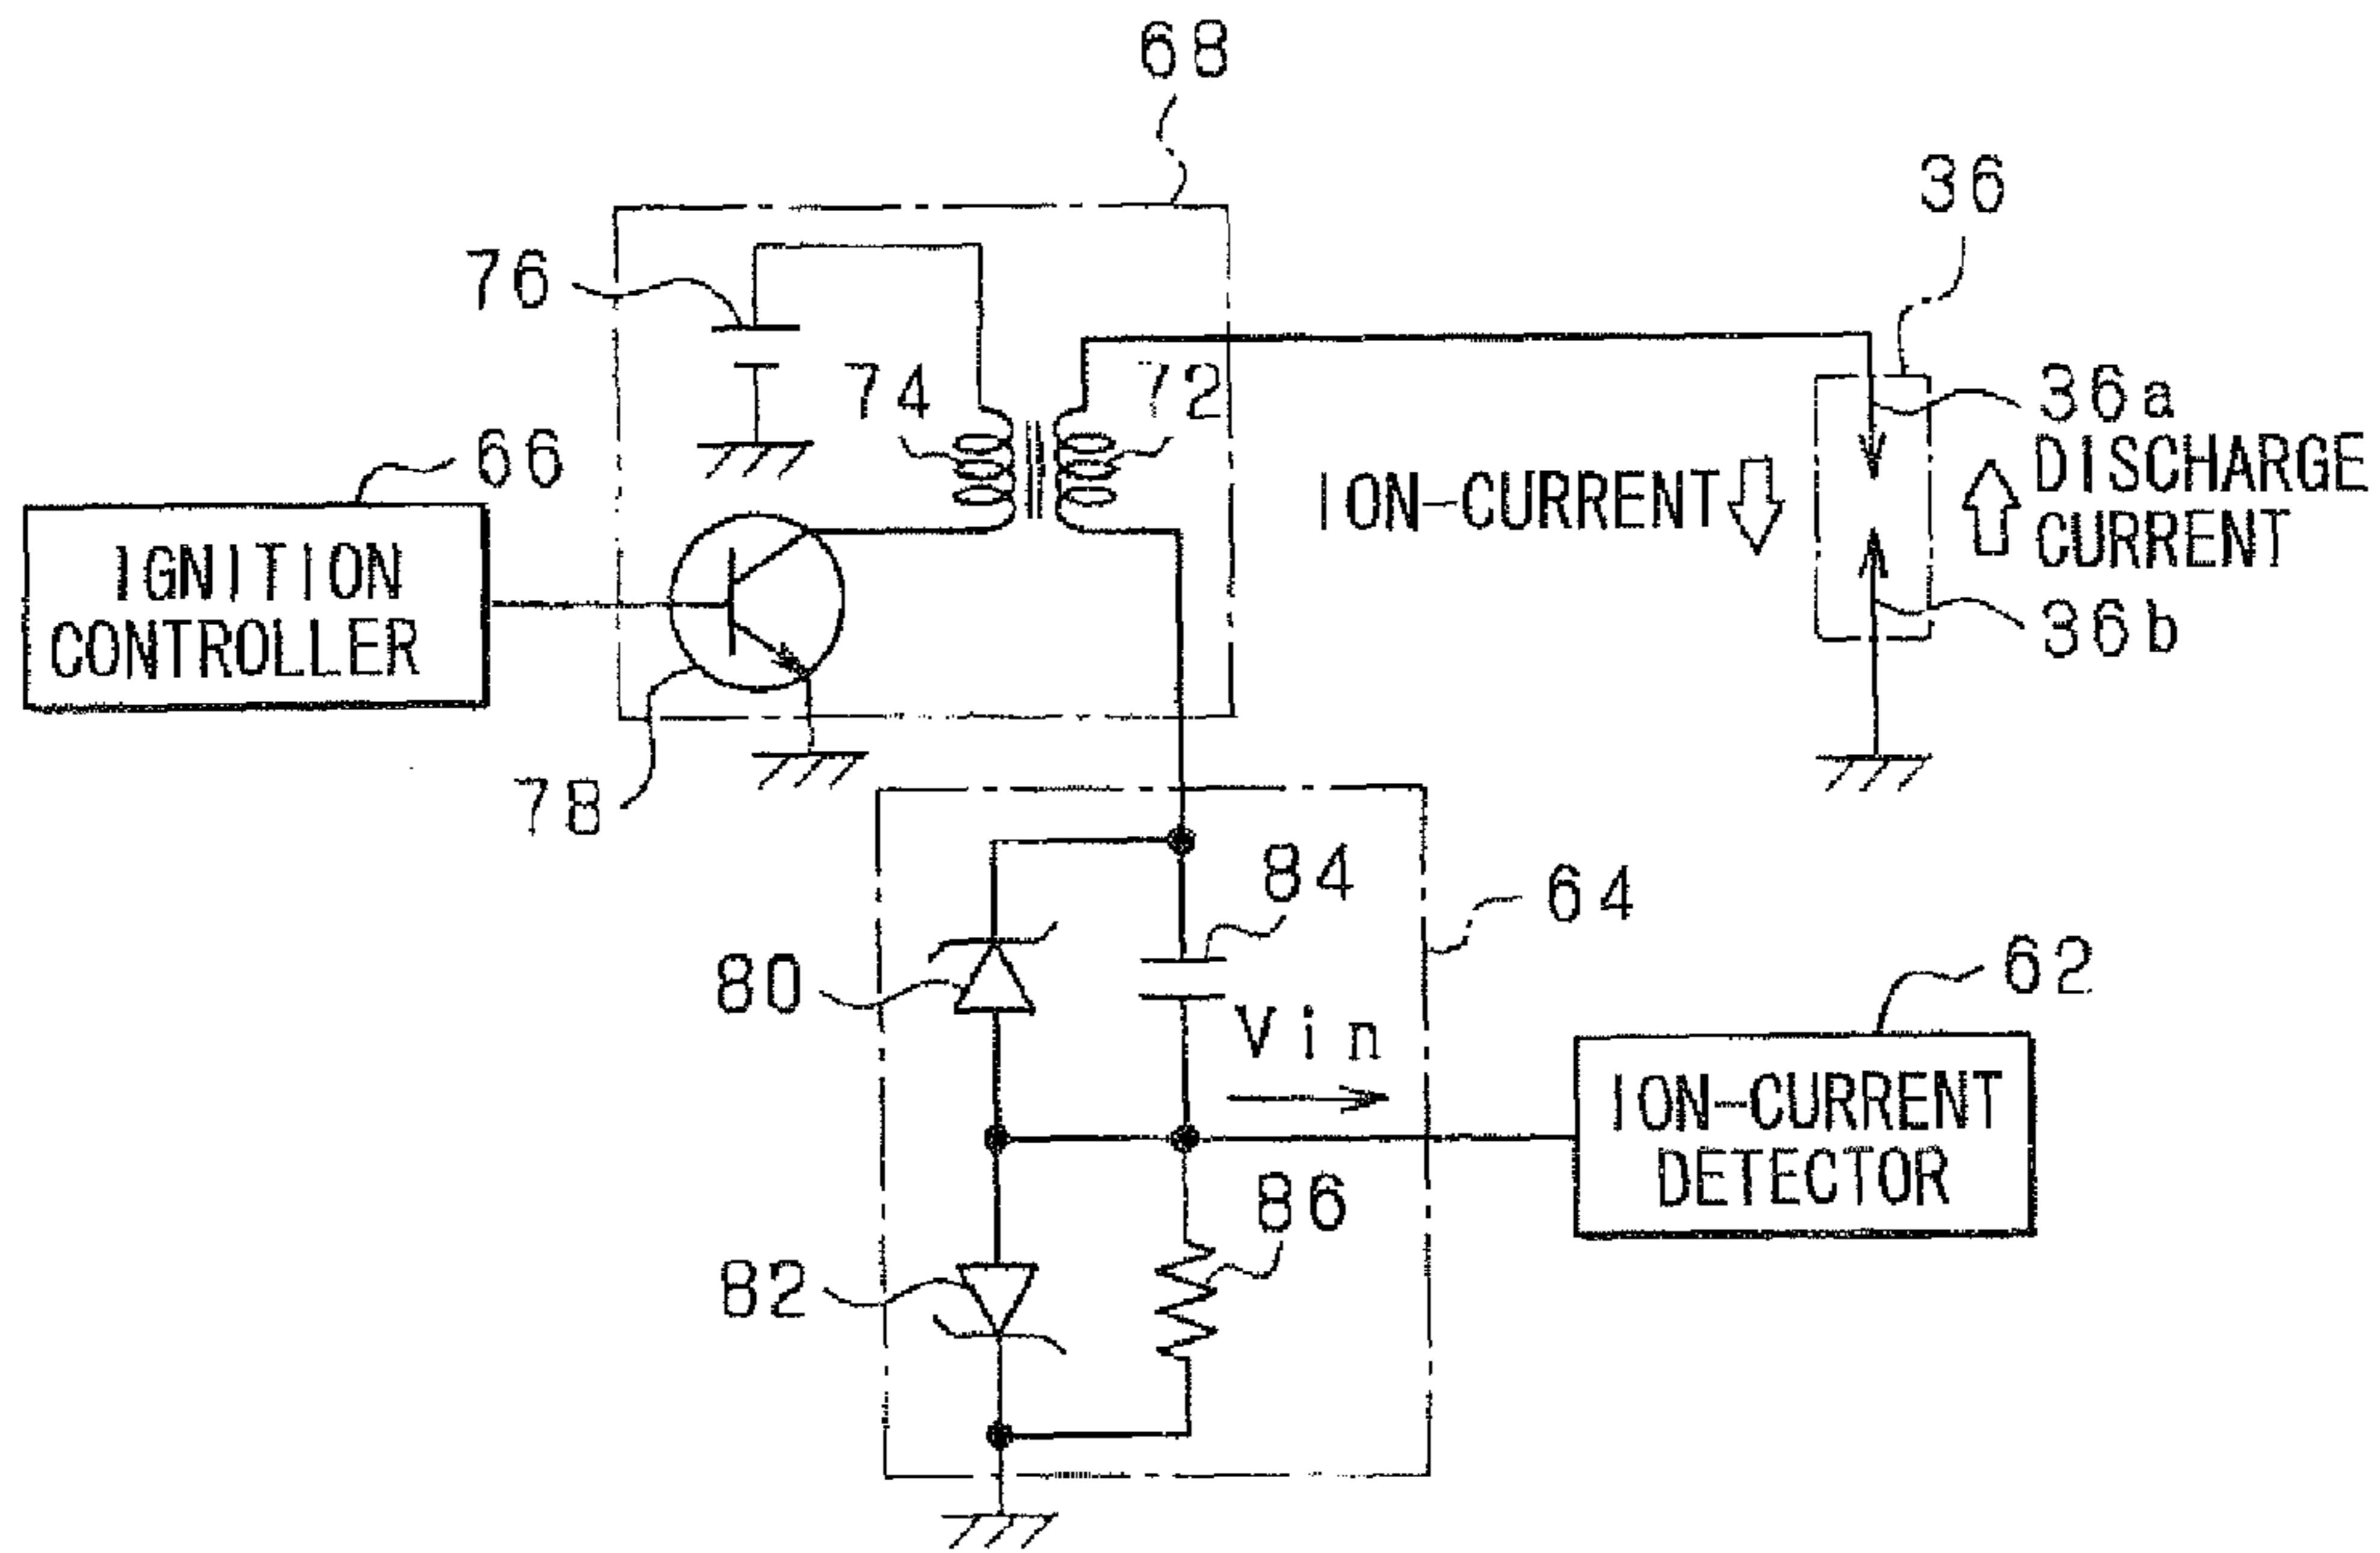 68
36
76
74
72
36a
66
ION-CURRENT
DISCHARGE
CURRENT
IGNITION
CONTROLLER
36b
78
84
64
80
62
Vin
ION-CURRENT
DETECTOR
86
82